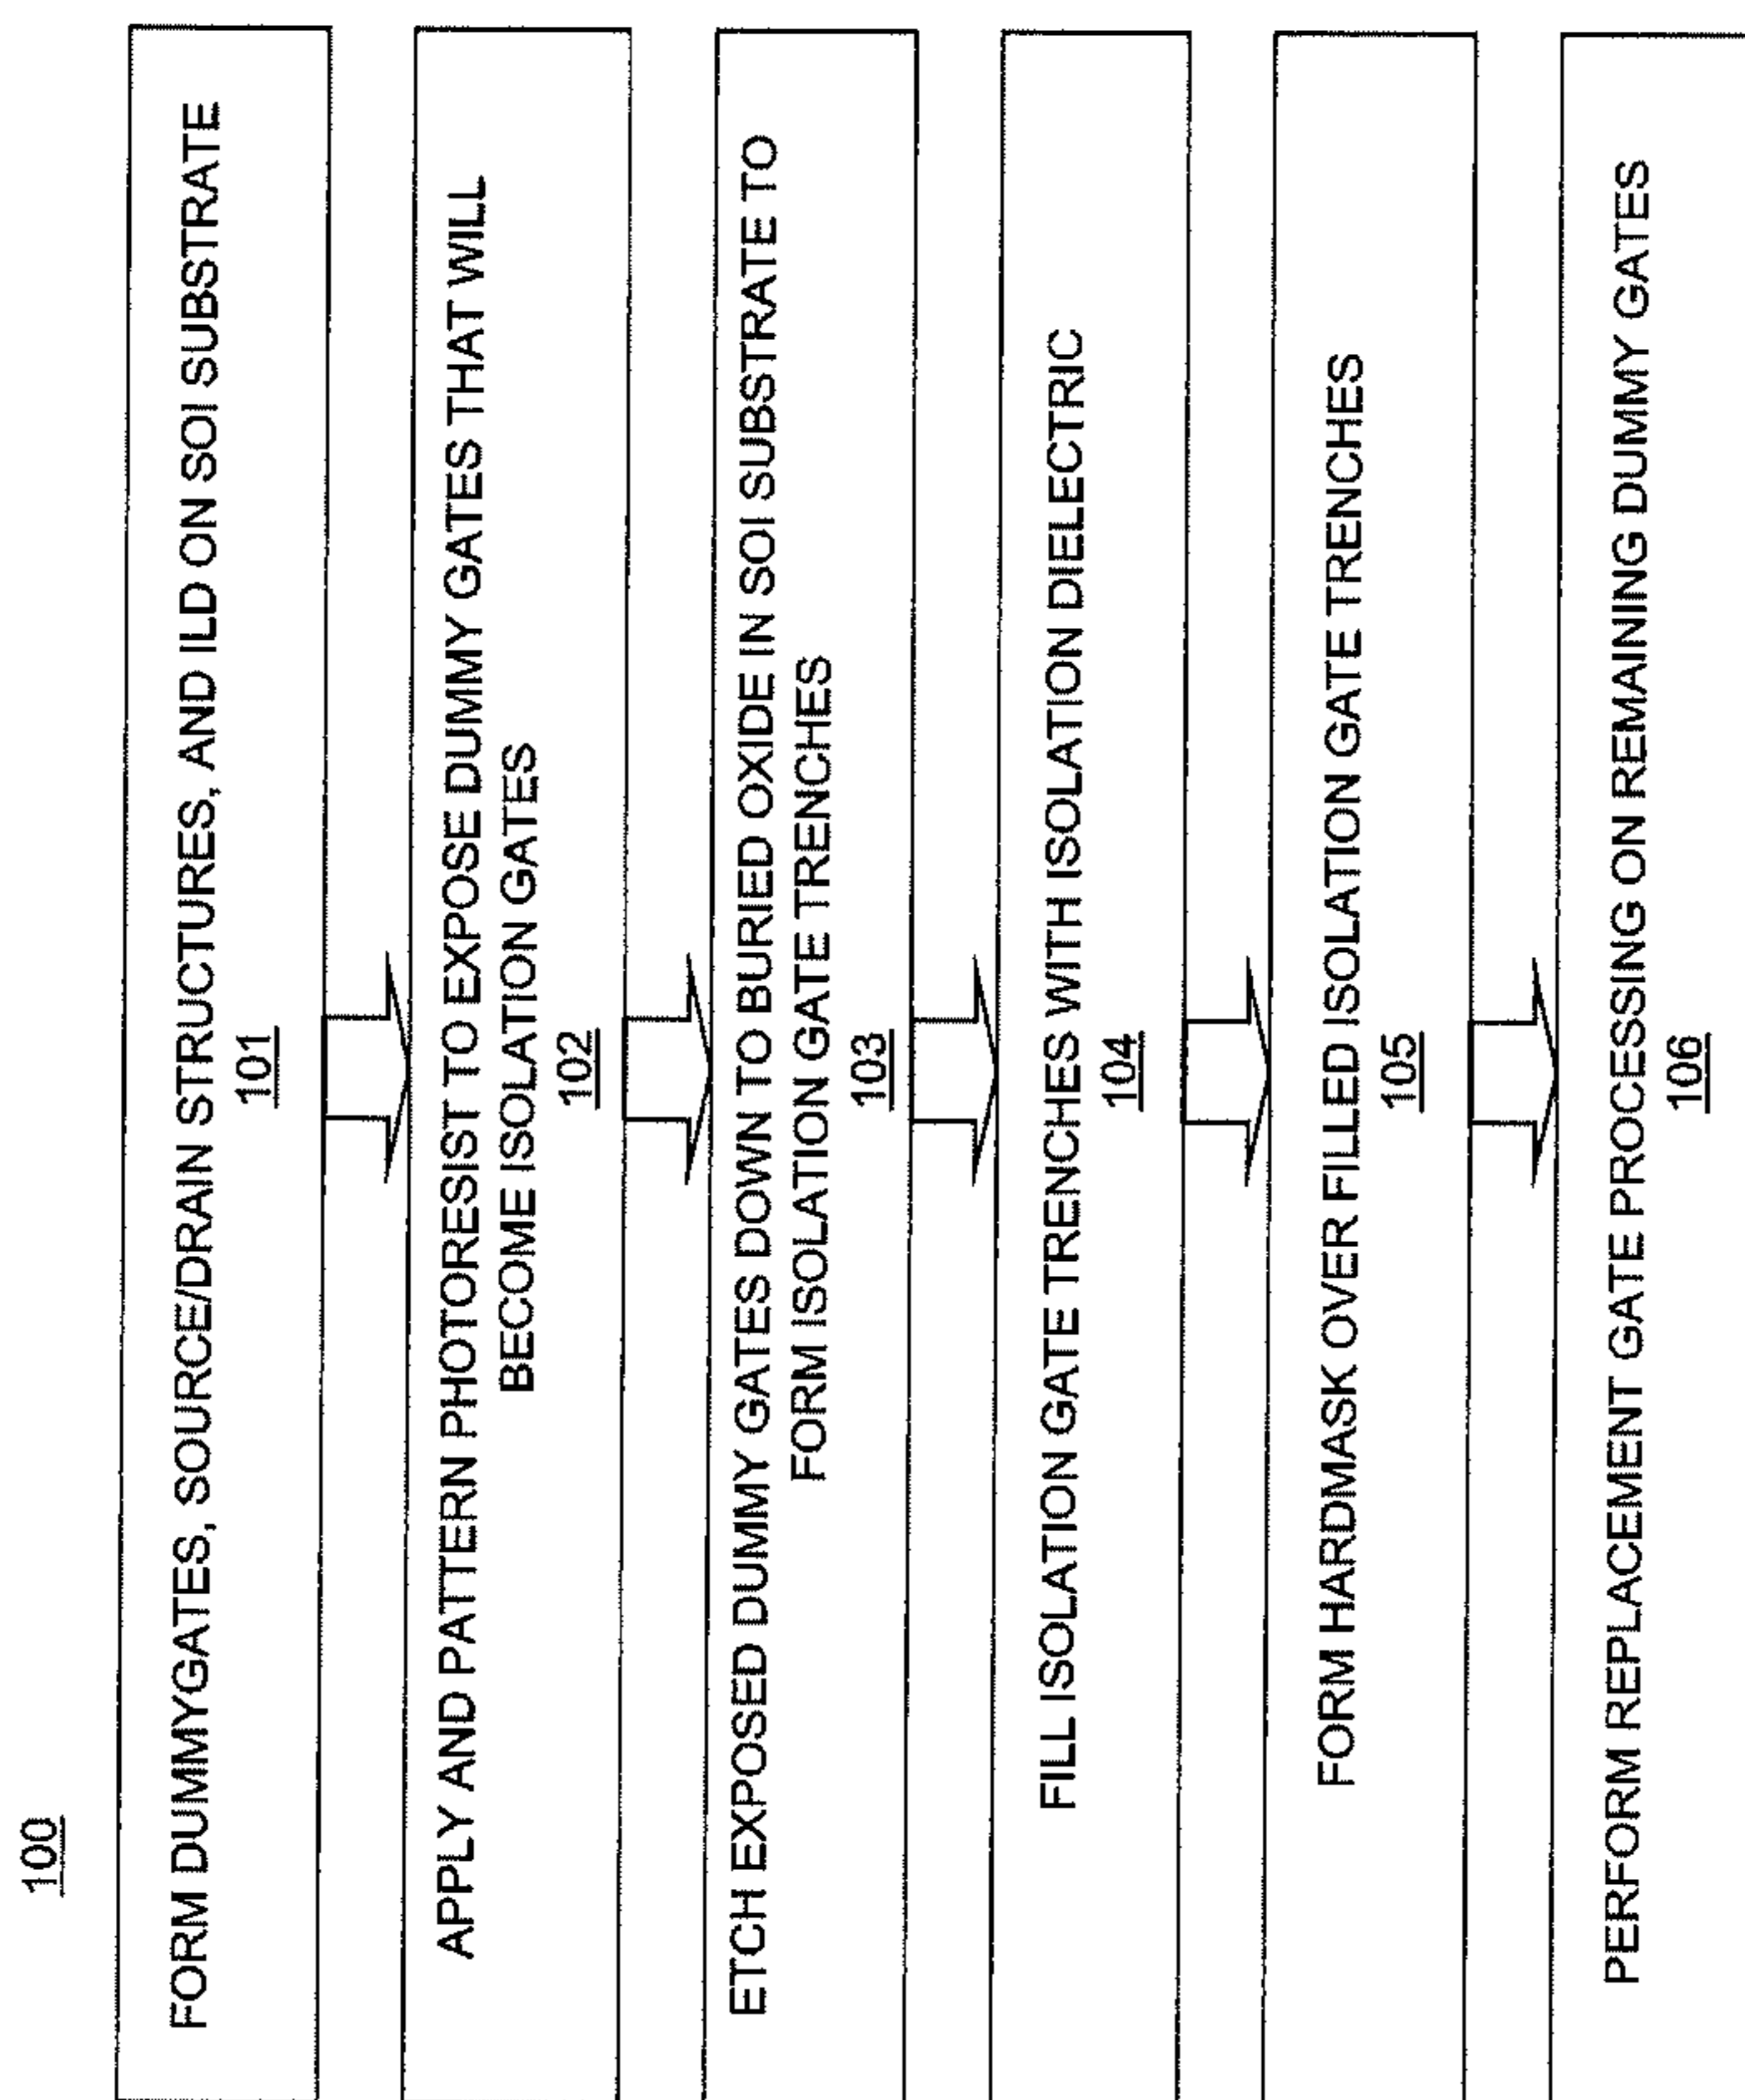 100
FORM DUMMYGATES, SOURCE/DRAIN STRUCTURES, AND ILD ON SOI SUBSTRATE
101
APPLY AND PATTERN PHOTORESIST TO EXPOSE DUMMY GATES THAT WILL
BECOME ISOLATION GATES
102
ETCH EXPOSED DUMMY GATES DOWN TO BURIED OXIDE IN SOI SUBSTRATE TO
FORM ISOLATION GATE TRENCHES
103
FILL ISOLATION GATE TRENCHES WITH ISOLATION DIELECTRIC
104
FORM HARDMASK OVER FILLED ISOLATION GATE TRENCHES
105
PERFORM REPLACEMENT GATE PROCESSING ON REMAINING DUMMY GATES
106